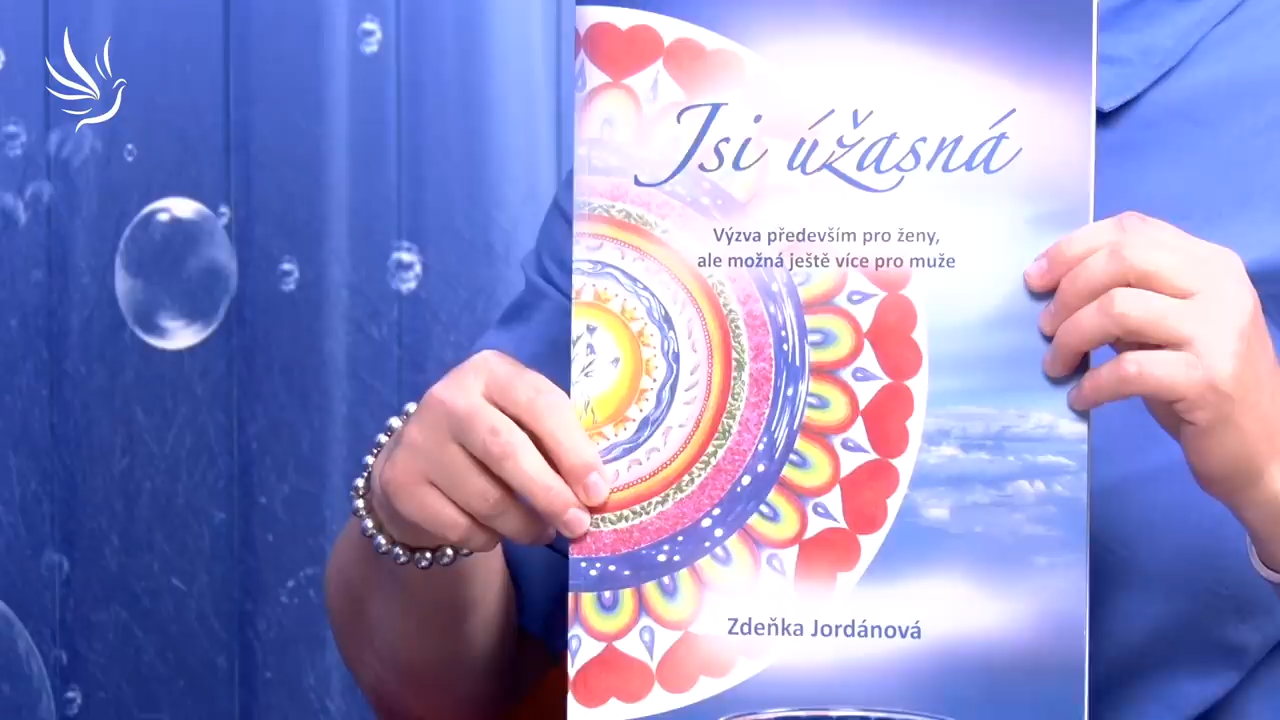 Jsi úžasná
Výzva především pro ženy,
ale možná ještě více pro muže
Zdeňka Jordánová